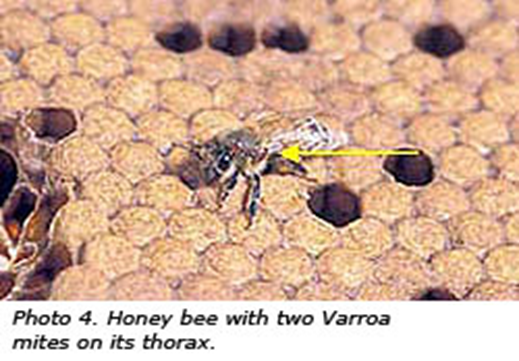 Photo 4. Honey bee with two Varroa
mites on its thorax.